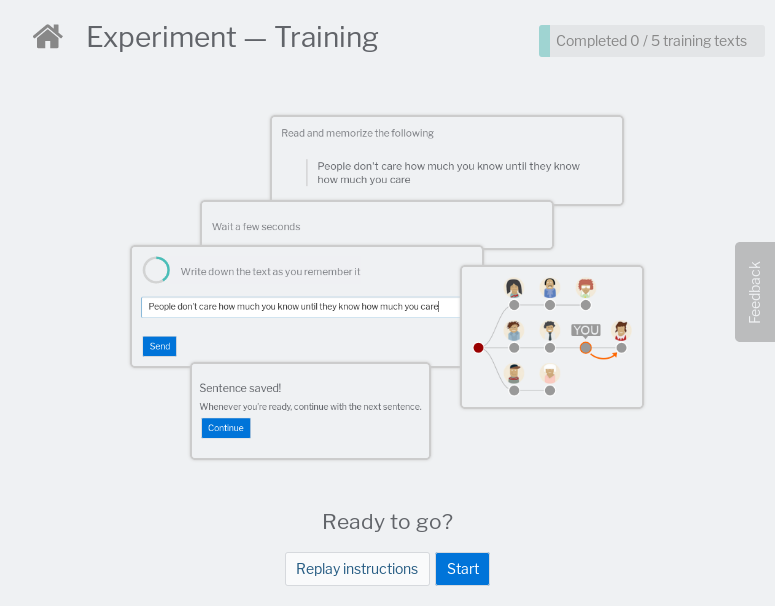 Experiment — Training
Completed 0 / 5 training texts
Read and memorize the following
People don't care how much you know until they know
how much you care
Wait a few seconds
Write down the text as you remember it
People don't care how much you know until they know how much you care
Send
YOU
Sentence saved!
Whenever you're ready, continue with the next sentence.
Continue
Feedback
Ready to go?
Replay instructions
Start